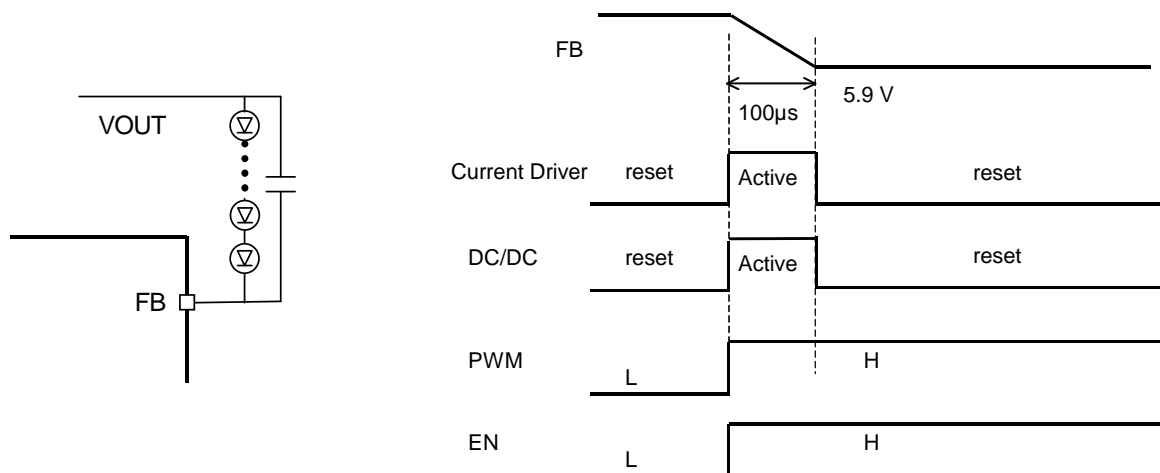 VOUT
FB
FB
5.9 V
100µs
Current Driver reset Active reset
DC/DC reset Active reset
PWM L H
EN L H